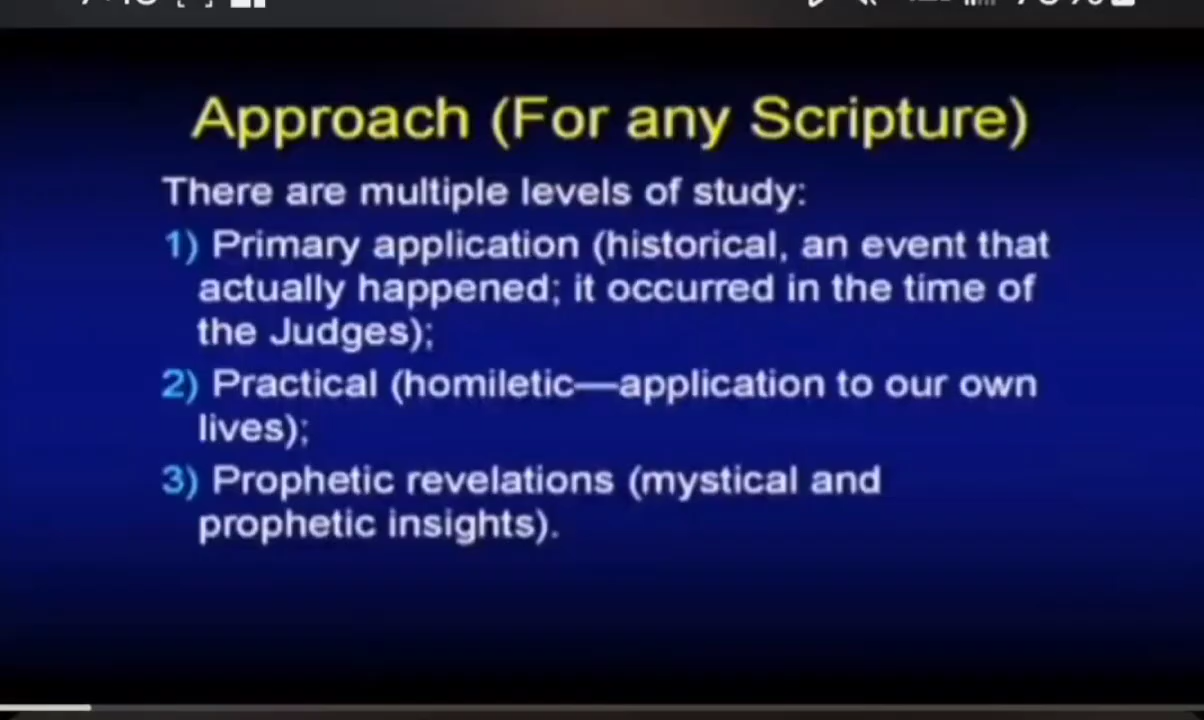 Approach (For any Scripture)
There are multiple levels of study:
1) Primary application (historical, an event that
actually happened; it occurred in the time of
the Judges);
2) Practical (homiletic—application to our own
lives);
3) Prophetic revelations (mystical and
prophetic insights).